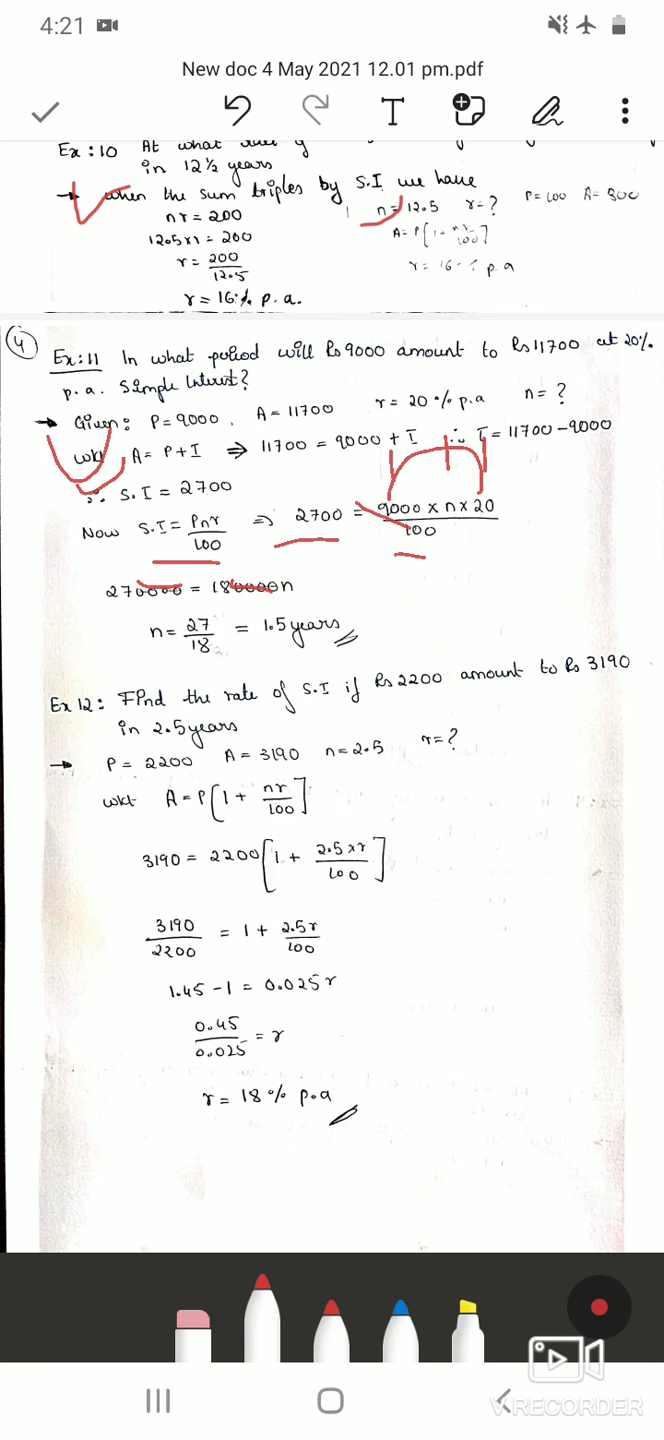 4:21
New doc 4 May 2021 12.01 pm.pdf
T
Ex:10 At what
in 12½ years
→ when the sum triples by S.I we have
nr = 200
n = 12.5 r = ? P=100 A=300
12.5×r = 200
A=P[1+nr/100]
r = 200/12.5
r = 16% p.a
r = 16% p.a.
4
Ex:11 In what period will Rs 9000 amount to Rs 11700 at 20%
p.a. Simple Interest?
→ Given: P=9000, A=11700 r=20% p.a n=?
wkt A=P+I ⇒ 11700 = 9000+I ∴ I=11700-9000
∴ S.I = 2700
Now S.I = Pnr/100 ⇒ 2700 = 9000 × n × 20/100
270000 = 180000n
n = 27/18 = 1.5 years
Ex 12: Find the rate of S.I if Rs 2200 amount to Rs 3190
in 2.5 years
→ P = 2200 A = 3190 n = 2.5 r = ?
wkt A = P[1 + nr/100]
3190 = 2200[1 + 2.5×r/100]
3190/2200 = 1 + 2.5r/100
1.45 - 1 = 0.025r
0.45/0.025 = r
r = 18% p.a
V RECORDER